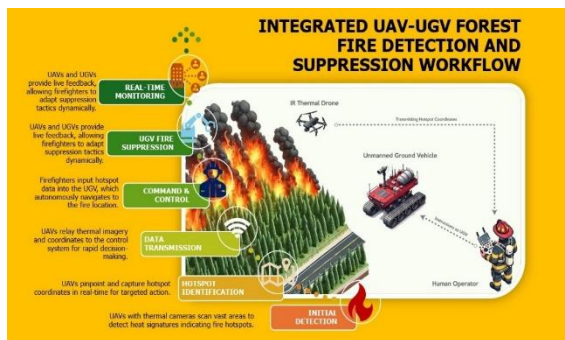 INTEGRATED UAV-UGV FOREST
FIRE DETECTION AND
SUPPRESSION WORKFLOW
UAVs and UGVs
provide live feedback,
allowing firefighters to
adapt suppression
tactics dynamically.
REAL-TIME
MONITORING
UAVs and UGVs provide
live feedback, allowing
firefighters to adapt
suppression tactics
dynamically.
UGV FIRE
SUPPRESSION
Firefighters input hotspot
data into the UGV, which
autonomously navigates to
the fire location.
COMMAND &
CONTROL
UAVs relay thermal imagery
and coordinates to the control
system for rapid decision-
making.
DATA
TRANSMISSION
UAVs pinpoint and capture hotspot
coordinates in real-time for targeted action.
HOTSPOT
IDENTIFICATION
UAVs with thermal cameras scan vast areas to
detect heat signatures indicating fire hotspots.
INITIAL
DETECTION
IR Thermal Drone
Transmitting Hotspot Coordinates
Unmanned Ground Vehicle
Human Operator